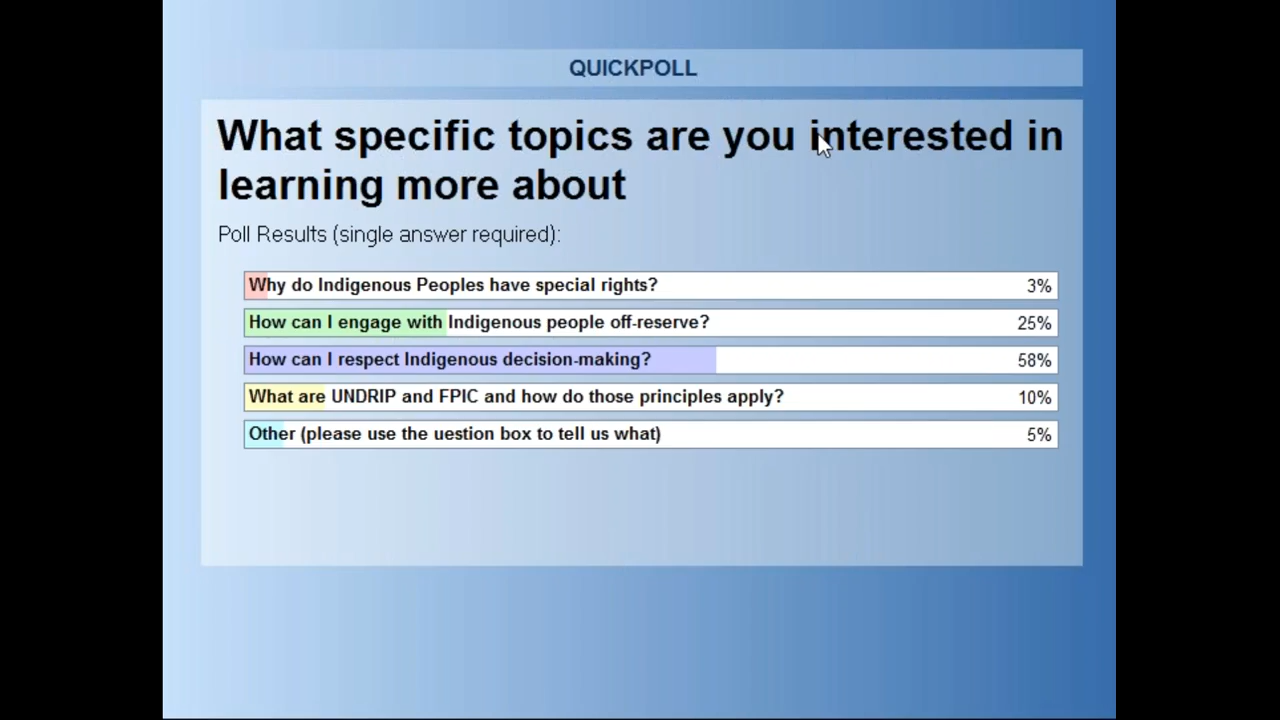 QUICKPOLL
What specific topics are you interested in
learning more about
Poll Results (single answer required):
Why do Indigenous Peoples have special rights? 3%
How can I engage with Indigenous people off-reserve? 25%
How can I respect Indigenous decision-making? 58%
What are UNDRIP and FPIC and how do those principles apply? 10%
Other (please use the uestion box to tell us what) 5%